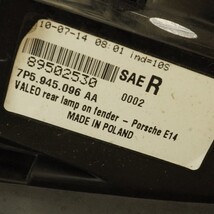 10-07-14 08:01 Ind=10S
89502530
SAE R
7P5.945.096 AA 0002
VALEO rear lamp on fender - Porsche E14
MADE IN POLAND